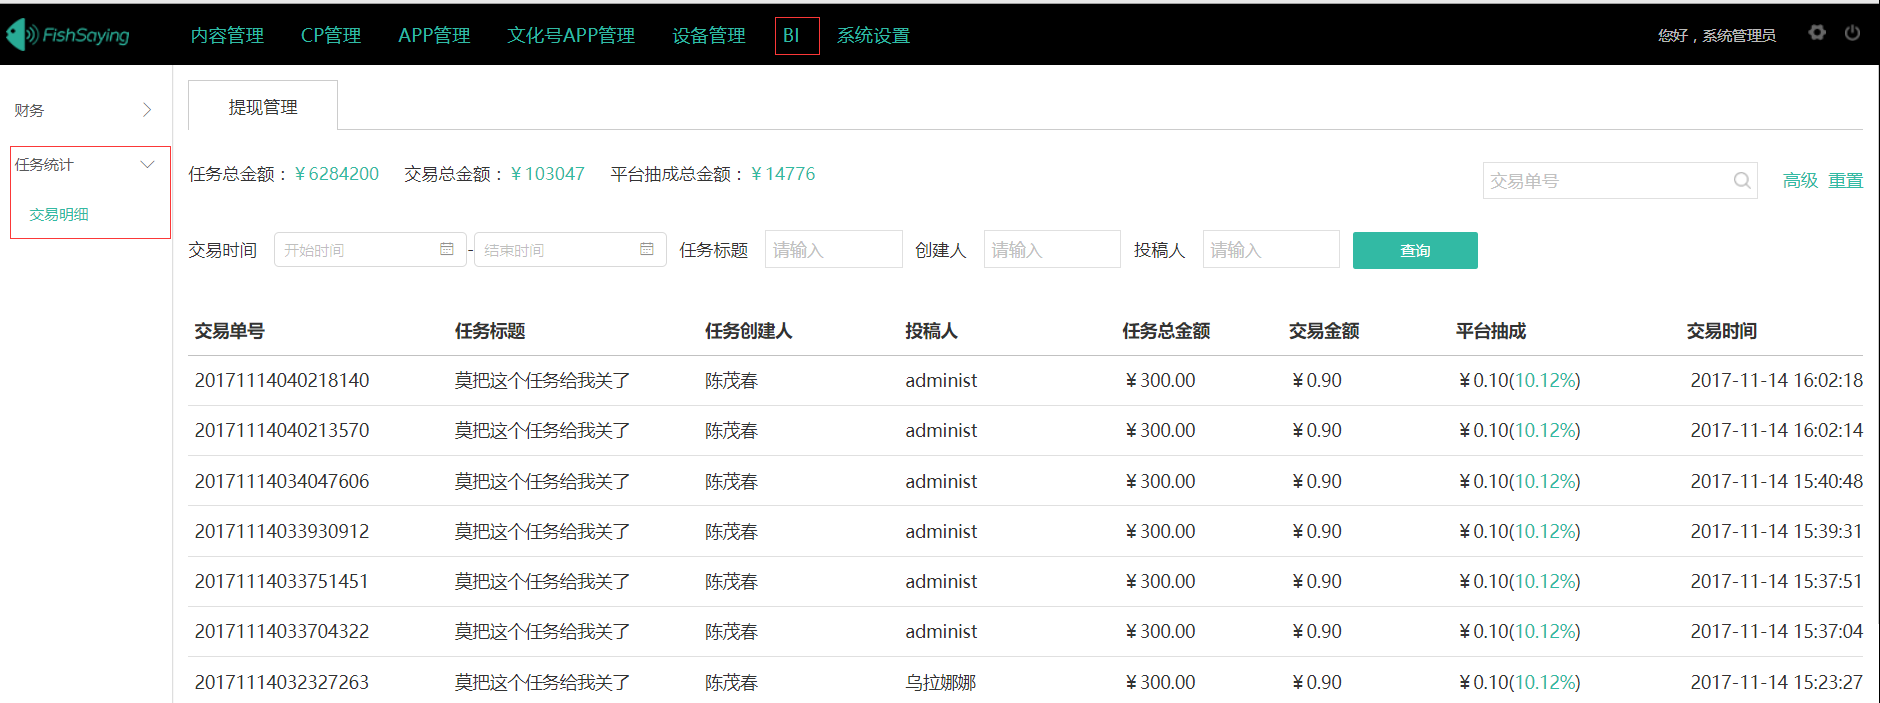 FishSaying 内容管理 CP管理 APP管理 文化号APP管理 设备管理 BI 系统设置 您好，系统管理员
财务
任务统计
交易明细
提现管理
任务总金额：￥6284200 交易总金额：￥103047 平台抽成总金额：￥14776 交易单号 高级 重置
交易时间 开始时间 - 结束时间 任务标题 请输入 创建人 请输入 投稿人 请输入 查询
交易单号 任务标题 任务创建人 投稿人 任务总金额 交易金额 平台抽成 交易时间
20171114040218140 莫把这个任务给我关了 陈茂春 administ ￥300.00 ￥0.90 ￥0.10(10.12%) 2017-11-14 16:02:18
20171114040213570 莫把这个任务给我关了 陈茂春 administ ￥300.00 ￥0.90 ￥0.10(10.12%) 2017-11-14 16:02:14
20171114034047606 莫把这个任务给我关了 陈茂春 administ ￥300.00 ￥0.90 ￥0.10(10.12%) 2017-11-14 15:40:48
20171114033930912 莫把这个任务给我关了 陈茂春 administ ￥300.00 ￥0.90 ￥0.10(10.12%) 2017-11-14 15:39:31
20171114033751451 莫把这个任务给我关了 陈茂春 administ ￥300.00 ￥0.90 ￥0.10(10.12%) 2017-11-14 15:37:51
20171114033704322 莫把这个任务给我关了 陈茂春 administ ￥300.00 ￥0.90 ￥0.10(10.12%) 2017-11-14 15:37:04
20171114032327263 莫把这个任务给我关了 陈茂春 乌拉娜娜 ￥300.00 ￥0.90 ￥0.10(10.12%) 2017-11-14 15:23:27